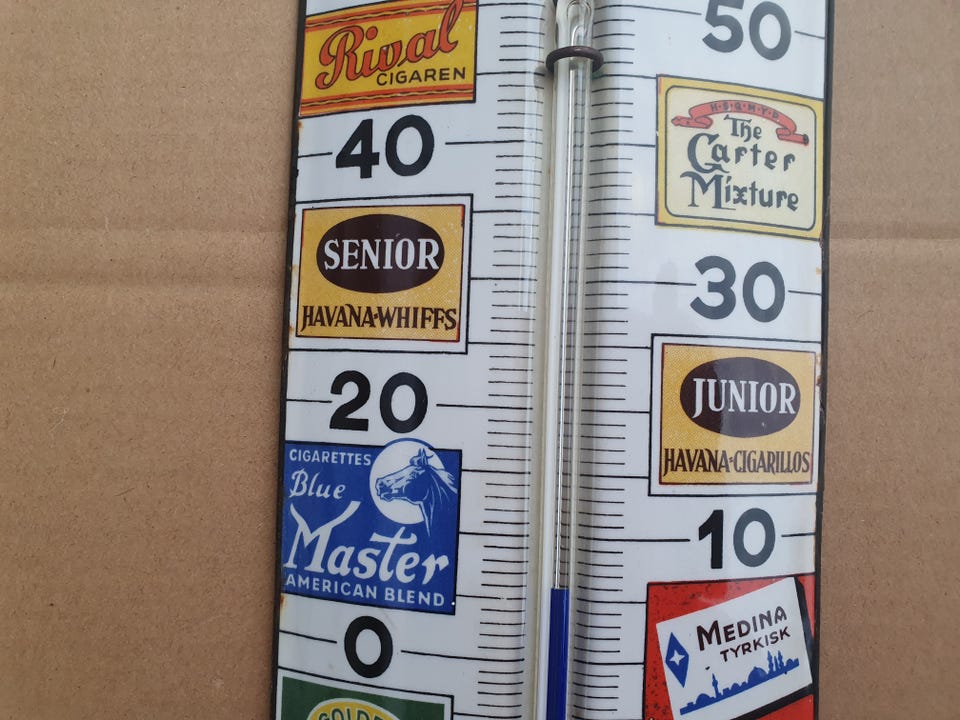 Rival
CIGAREN
50
40
H·S·Q·M·Y·D·
The
Carter
Mixture
SENIOR
HAVANA-WHIFFS
30
20
JUNIOR
HAVANA-CIGARILLOS
CIGARETTES
Blue
Master
AMERICAN BLEND
10
0
MEDINA
TYRKISK